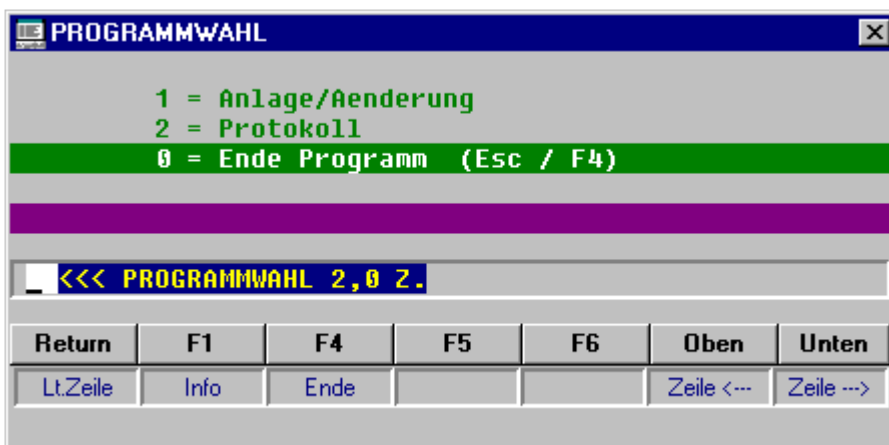 PROGRAMMWAHL
1 = Anlage/Aenderung
2 = Protokoll
0 = Ende Programm (Esc / F4)
_ <<< PROGRAMMWAHL 2,0 Z.
Return F1 F4 F5 F6 Oben Unten
Lt.Zeile Info Ende Zeile <--- Zeile --->